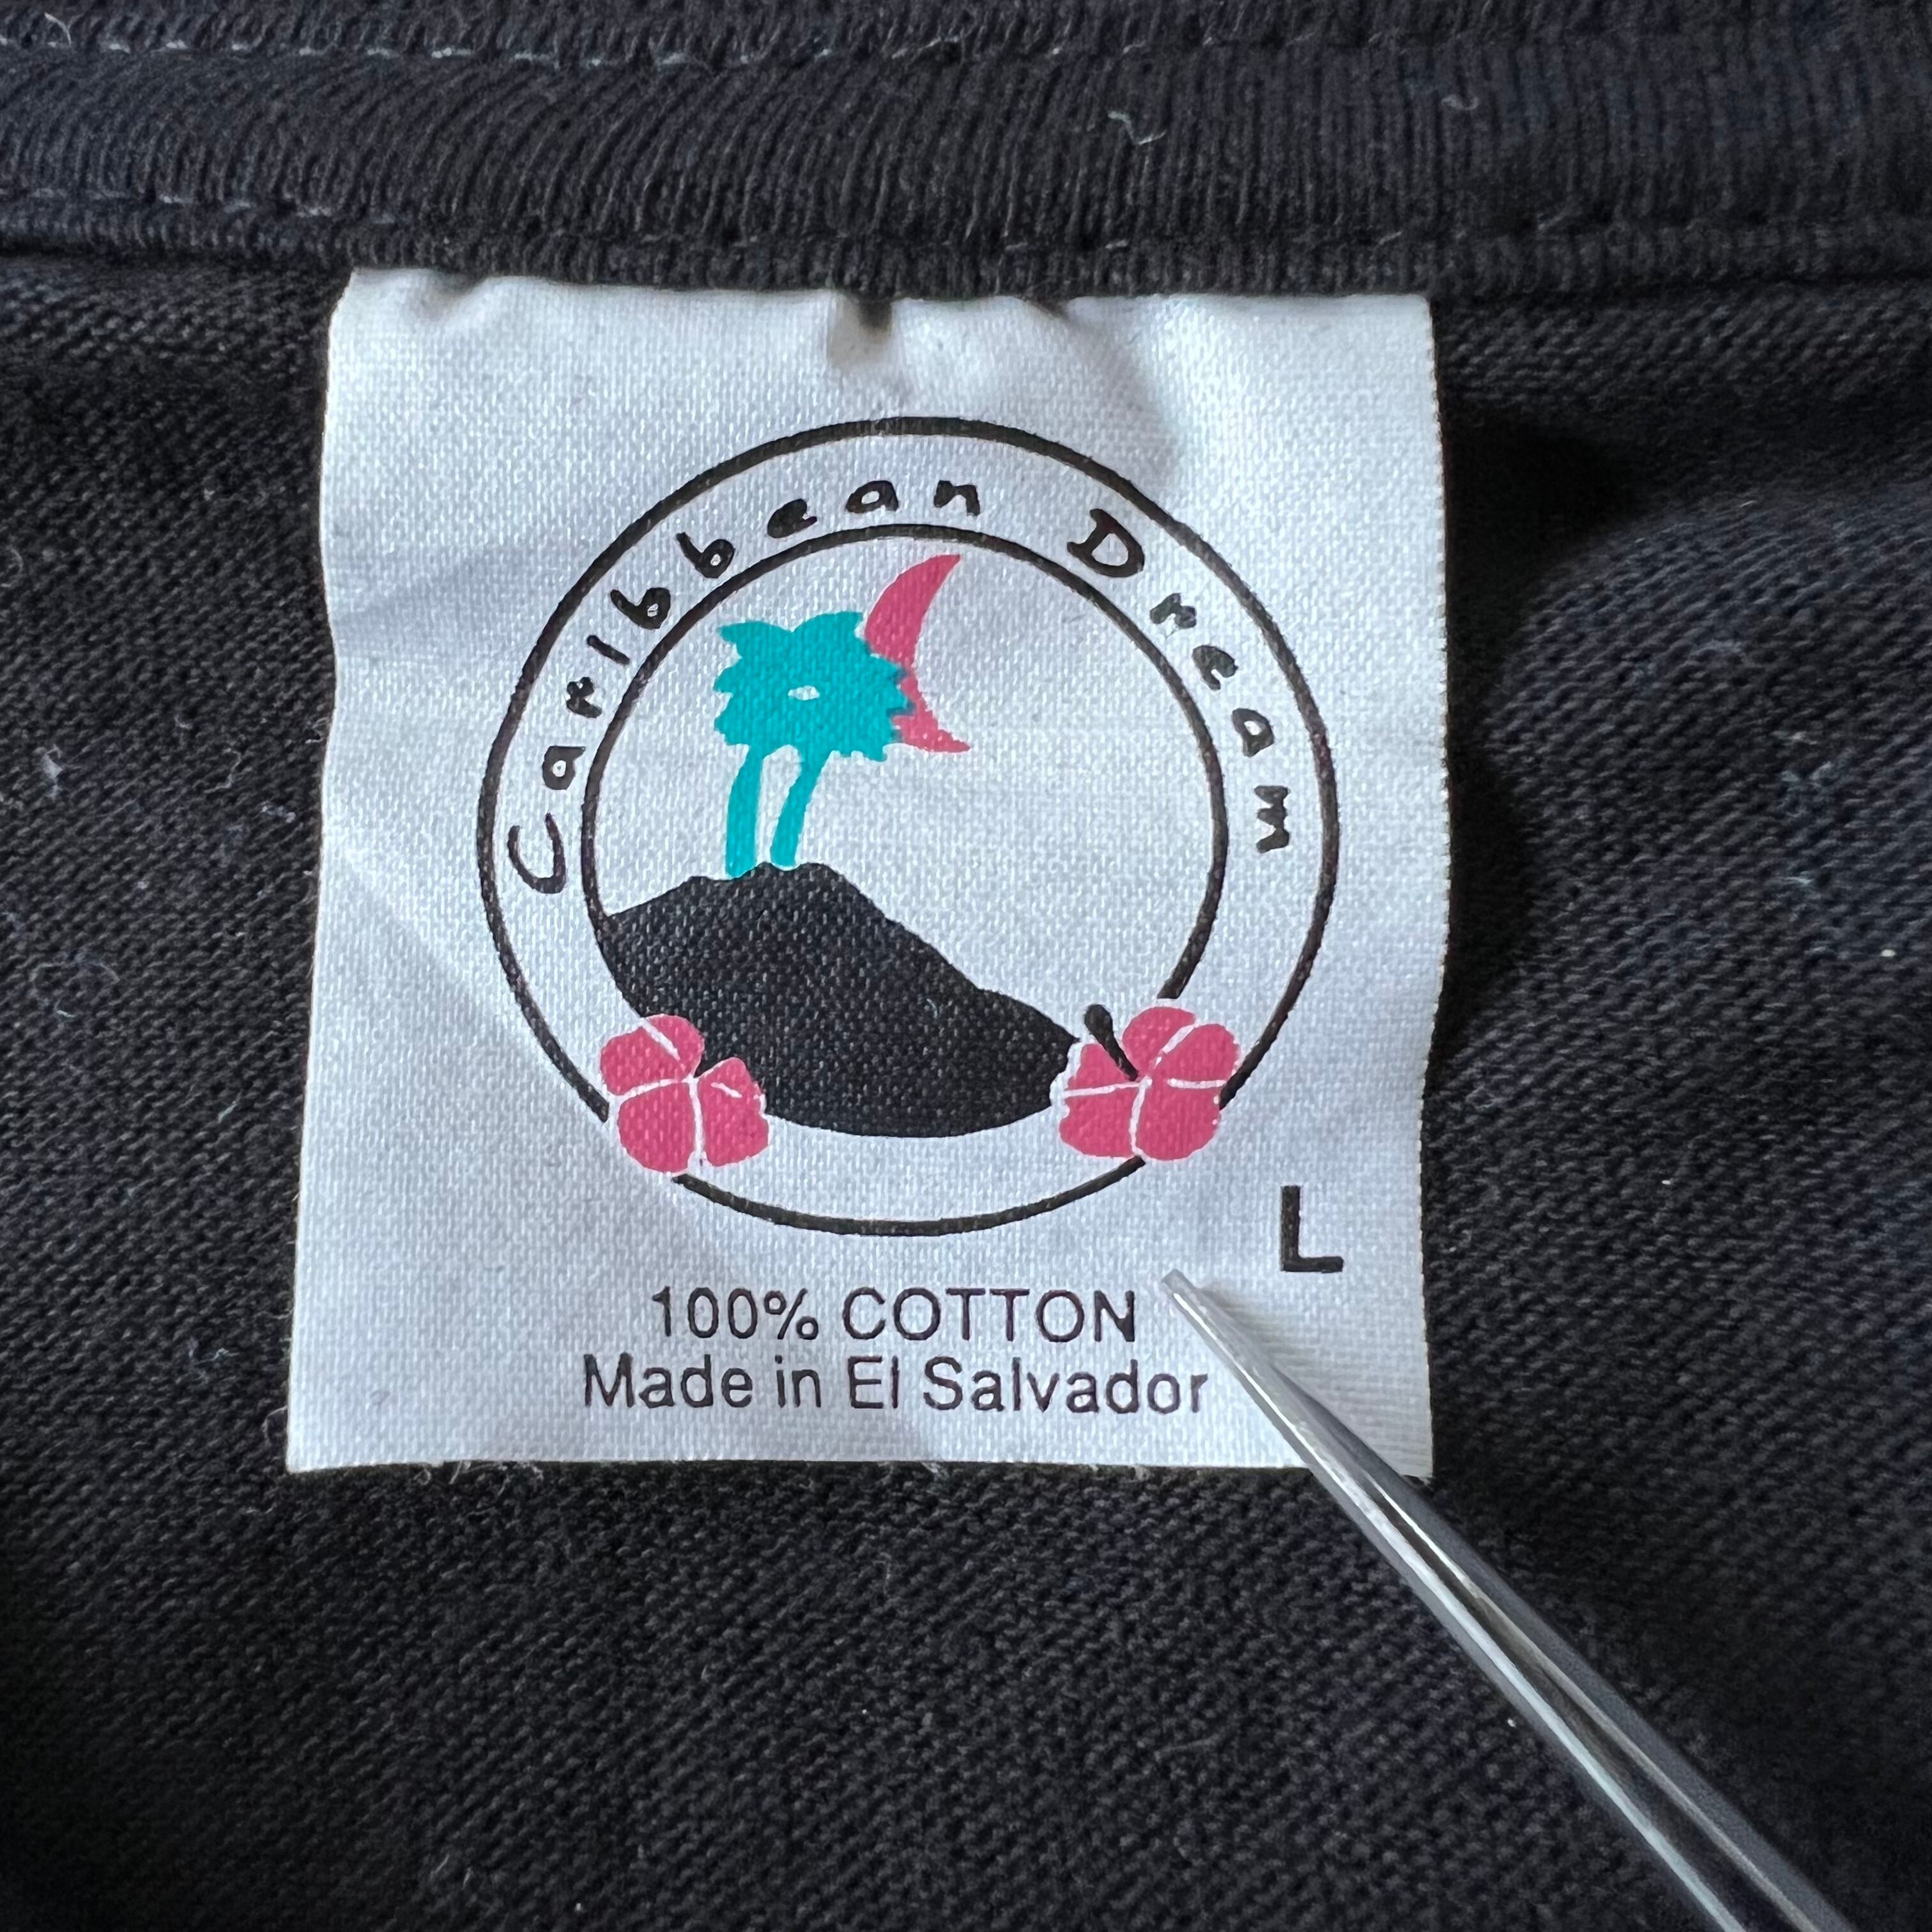 Caribbean Dream
L
100% COTTON
Made in El Salvador